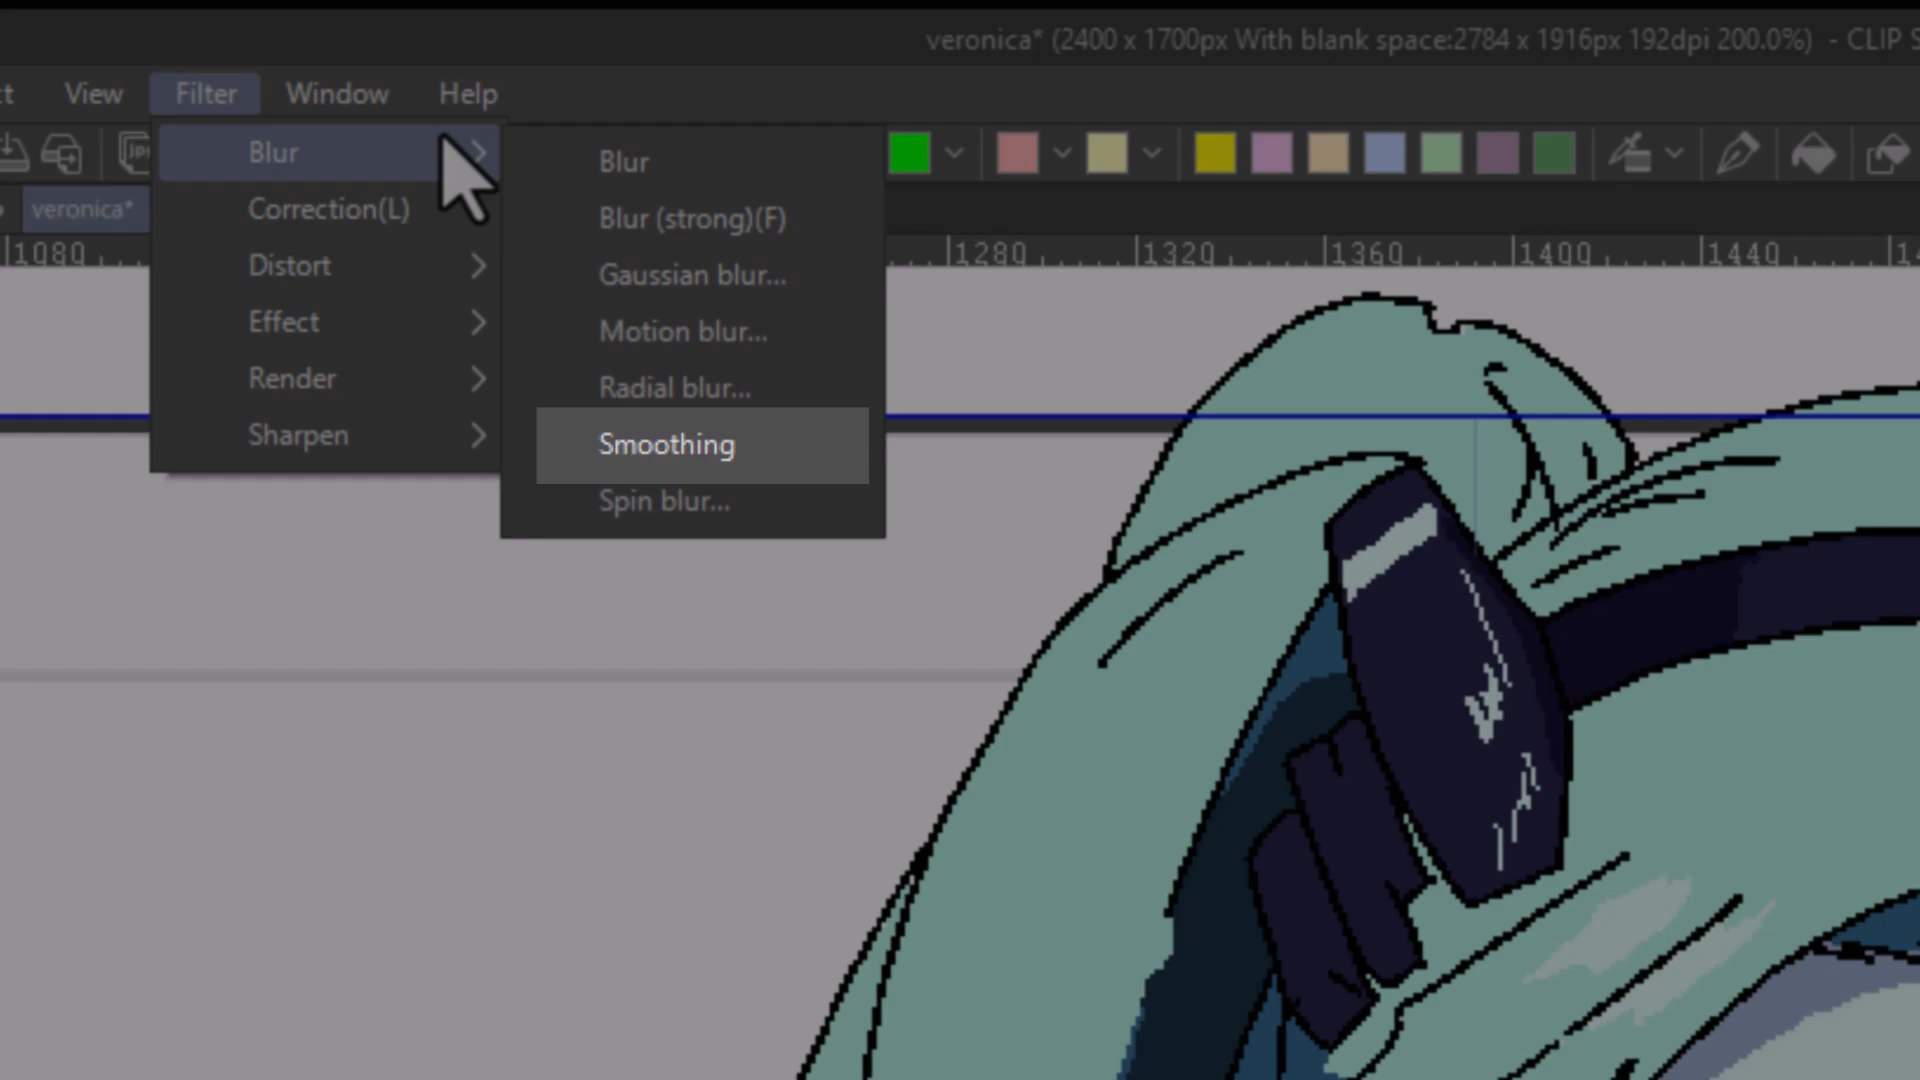 veronica* (2400 x 1700px With blank space:2784 x 1916px 192dpi 200.0%) - CLIP S
ct View Filter Window Help
Blur
Correction(L)
Distort
Effect
Render
Sharpen
Blur
Blur (strong)(F)
Gaussian blur...
Motion blur...
Radial blur...
Smoothing
Spin blur...
veronica*
1080 1280 1320 1360 1400 1440